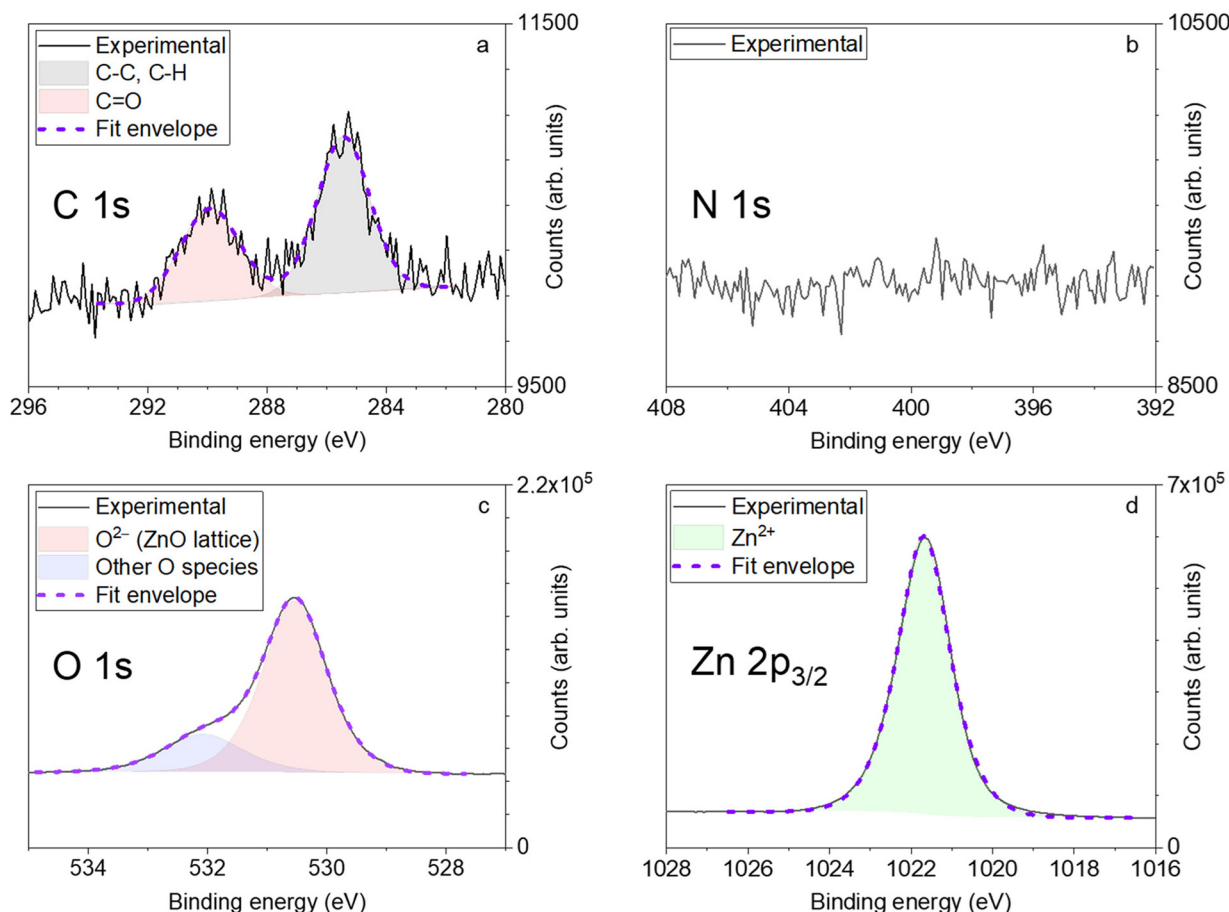 11500
Experimental
C-C, C-H
C=O
Fit envelope
a
C 1s
Counts (arb. units)
9500
296 292 288 284 280
Binding energy (eV)
10500
Experimental
b
N 1s
Counts (arb. units)
8500
408 404 400 396 392
Binding energy (eV)
2.2x10⁵
Experimental
O²⁻ (ZnO lattice)
Other O species
Fit envelope
c
O 1s
Counts (arb. units)
0
534 532 530 528
Binding energy (eV)
7x10⁵
Experimental
Zn²⁺
Fit envelope
d
Zn 2p₃/₂
Counts (arb. units)
0
1028 1026 1024 1022 1020 1018 1016
Binding energy (eV)